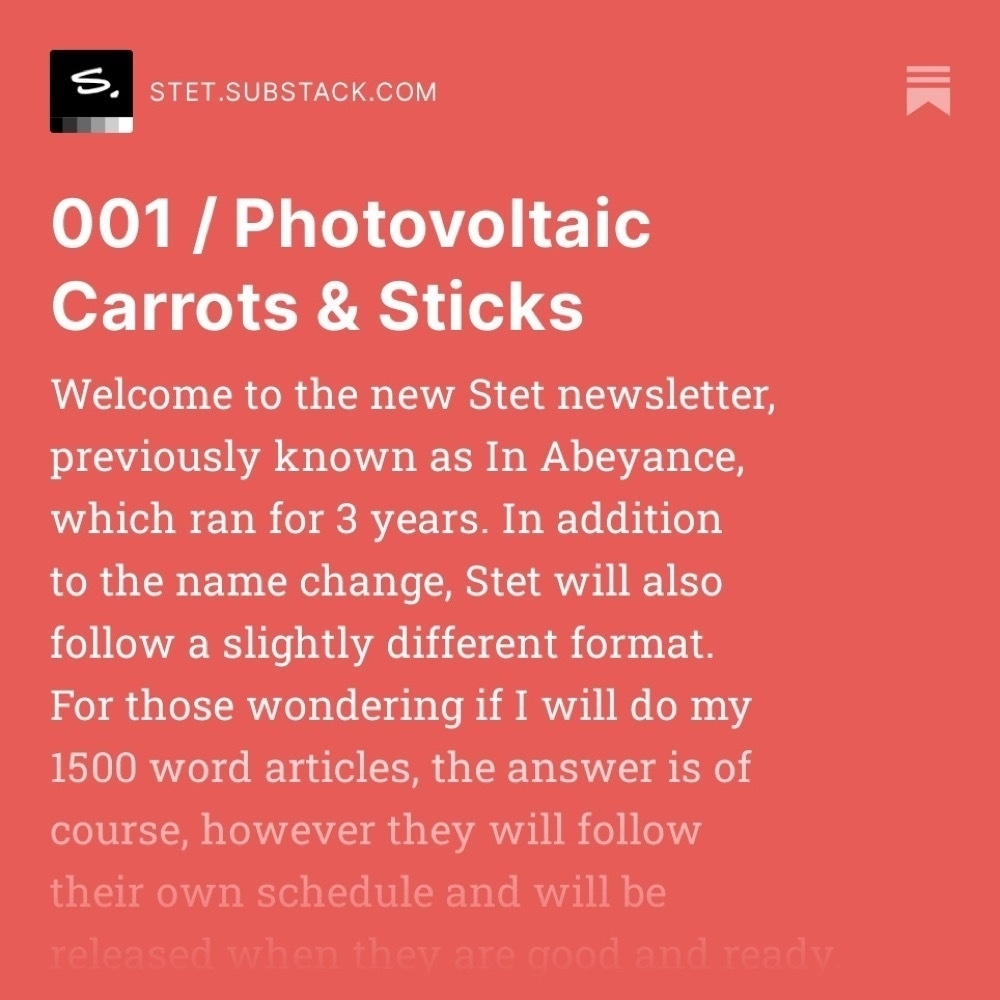 S.
STET.SUBSTACK.COM
001 / Photovoltaic
Carrots & Sticks
Welcome to the new Stet newsletter,
previously known as In Abeyance,
which ran for 3 years. In addition
to the name change, Stet will also
follow a slightly different format.
For those wondering if I will do my
1500 word articles, the answer is of
course, however they will follow
their own schedule and will be
released when they are good and ready.